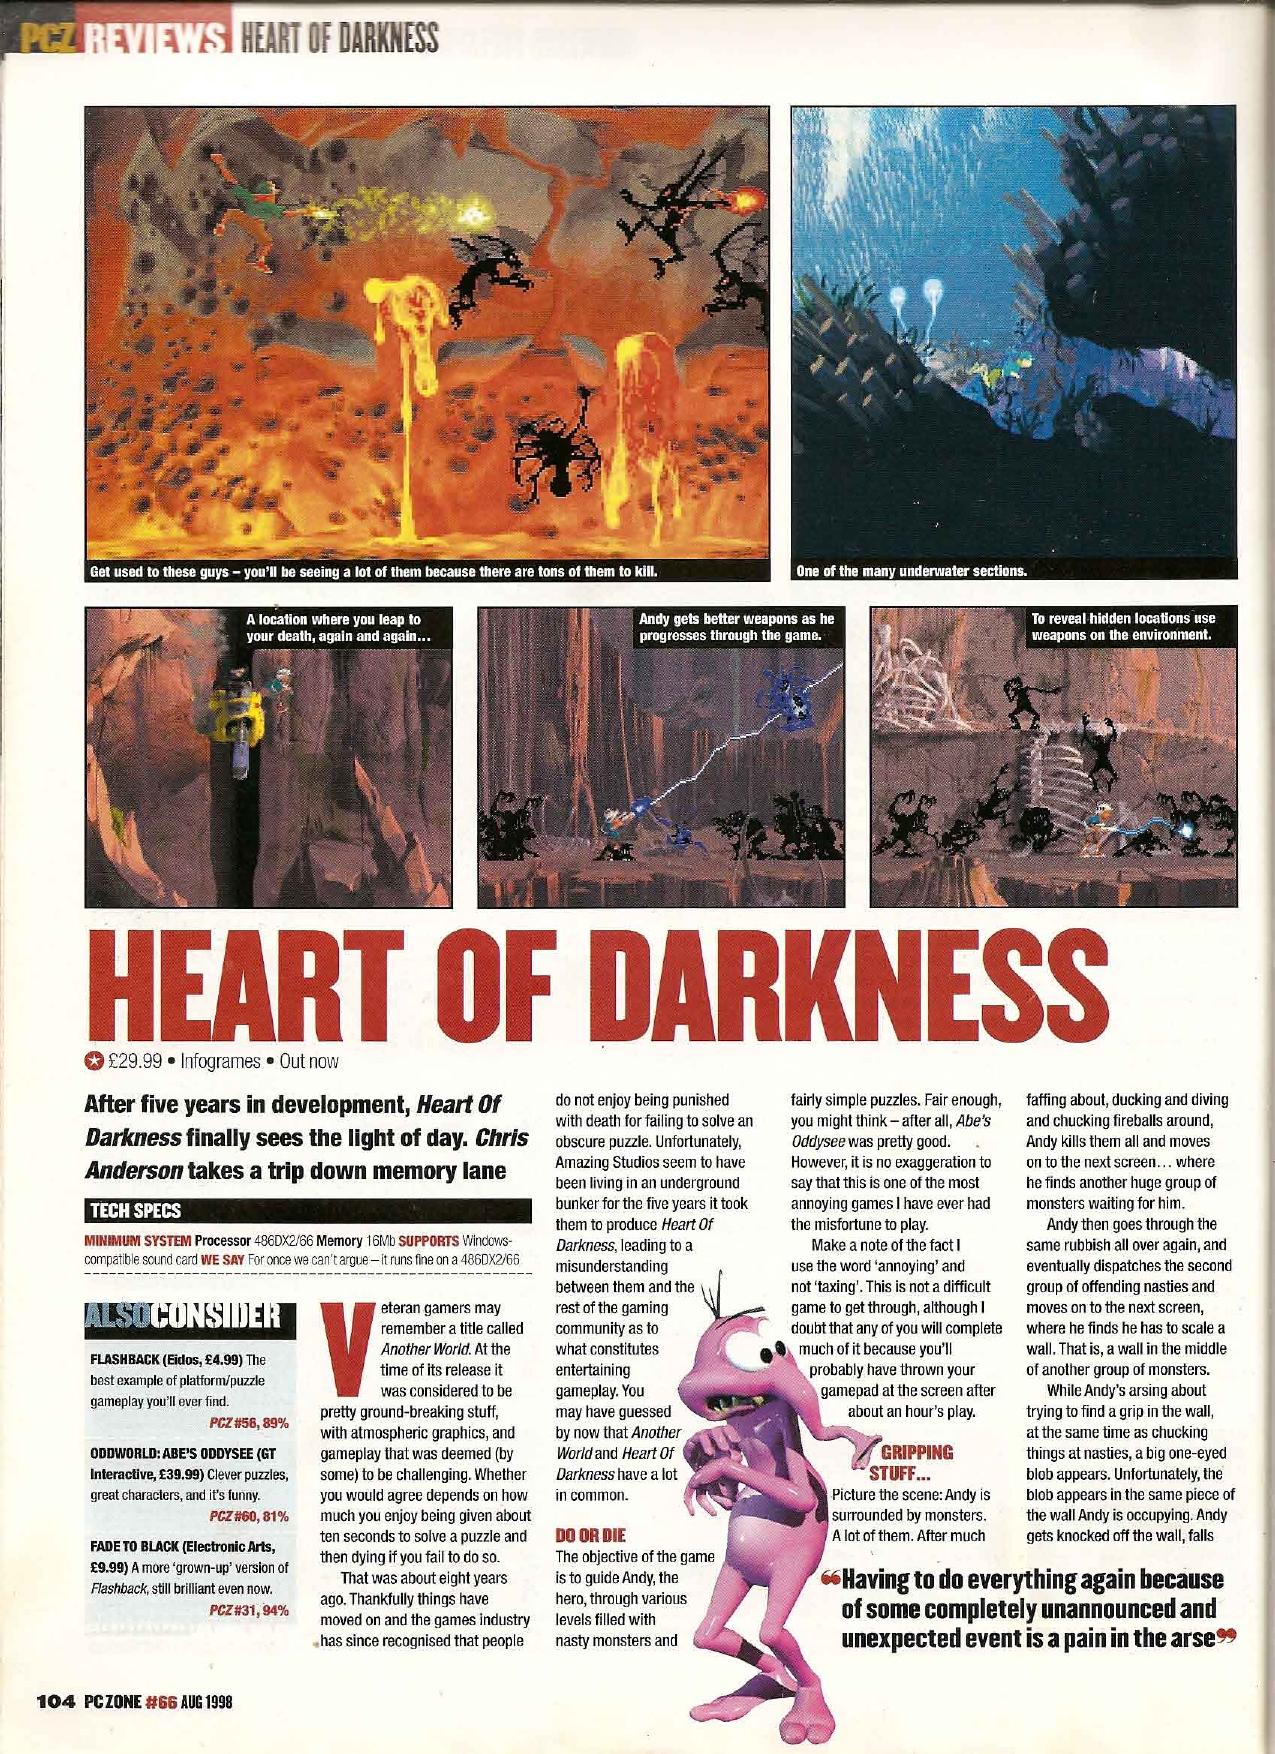 PCZ REVIEWS HEART OF DARKNESS
Get used to these guys – you'll be seeing a lot of them because there are tons of them to kill.
One of the many underwater sections.
A location where you leap to
your death, again and again...
Andy gets better weapons as he
progresses through the game.
To reveal hidden locations use
weapons on the environment.
HEART OF DARKNESS
£29.99 • Infogrames • Out now
After five years in development, Heart Of
Darkness finally sees the light of day. Chris
Anderson takes a trip down memory lane
TECH SPECS
MINIMUM SYSTEM Processor 486DX2/66 Memory 16Mb SUPPORTS Windows-
compatible sound card WE SAY For once we can't argue – it runs fine on a 486DX2/66
ALSO CONSIDER
FLASHBACK (Eidos, £4.99) The
best example of platform/puzzle
gameplay you'll ever find.
PCZ #56, 89%
ODDWORLD: ABE'S ODDYSEE (GT
Interactive, £39.99) Clever puzzles,
great characters, and it's funny.
PCZ #60, 81%
FADE TO BLACK (Electronic Arts,
£9.99) A more 'grown-up' version of
Flashback, still brilliant even now.
PCZ #31, 94%
Veteran gamers may
remember a title called
Another World. At the
time of its release it
was considered to be
pretty ground-breaking stuff,
with atmospheric graphics, and
gameplay that was deemed (by
some) to be challenging. Whether
you would agree depends on how
much you enjoy being given about
ten seconds to solve a puzzle and
then dying if you fail to do so.
That was about eight years
ago. Thankfully things have
moved on and the games industry
has since recognised that people
do not enjoy being punished
with death for failing to solve an
obscure puzzle. Unfortunately,
Amazing Studios seem to have
been living in an underground
bunker for the five years it took
them to produce Heart Of
Darkness, leading to a
misunderstanding
between them and the
rest of the gaming
community as to
what constitutes
entertaining
gameplay. You
may have guessed
by now that Another
World and Heart Of
Darkness have a lot
in common.
DO OR DIE
The objective of the game
is to guide Andy, the
hero, through various
levels filled with
nasty monsters and
fairly simple puzzles. Fair enough,
you might think – after all, Abe's
Oddysee was pretty good.
However, it is no exaggeration to
say that this is one of the most
annoying games I have ever had
the misfortune to play.
Make a note of the fact I
use the word 'annoying' and
not 'taxing'. This is not a difficult
game to get through, although I
doubt that any of you will complete
much of it because you'll
probably have thrown your
gamepad at the screen after
about an hour's play.
GRIPPING
STUFF...
Picture the scene: Andy is
surrounded by monsters.
A lot of them. After much
faffing about, ducking and diving
and chucking fireballs around,
Andy kills them all and moves
on to the next screen... where
he finds another huge group of
monsters waiting for him.
Andy then goes through the
same rubbish all over again, and
eventually dispatches the second
group of offending nasties and
moves on to the next screen,
where he finds he has to scale a
wall. That is, a wall in the middle
of another group of monsters.
While Andy's arsing about
trying to find a grip in the wall,
at the same time as chucking
things at nasties, a big one-eyed
blob appears. Unfortunately, the
blob appears in the same piece of
the wall Andy is occupying. Andy
gets knocked off the wall, falls
“Having to do everything again because
of some completely unannounced and
unexpected event is a pain in the arse”
104 PC ZONE #66 AUG 1998